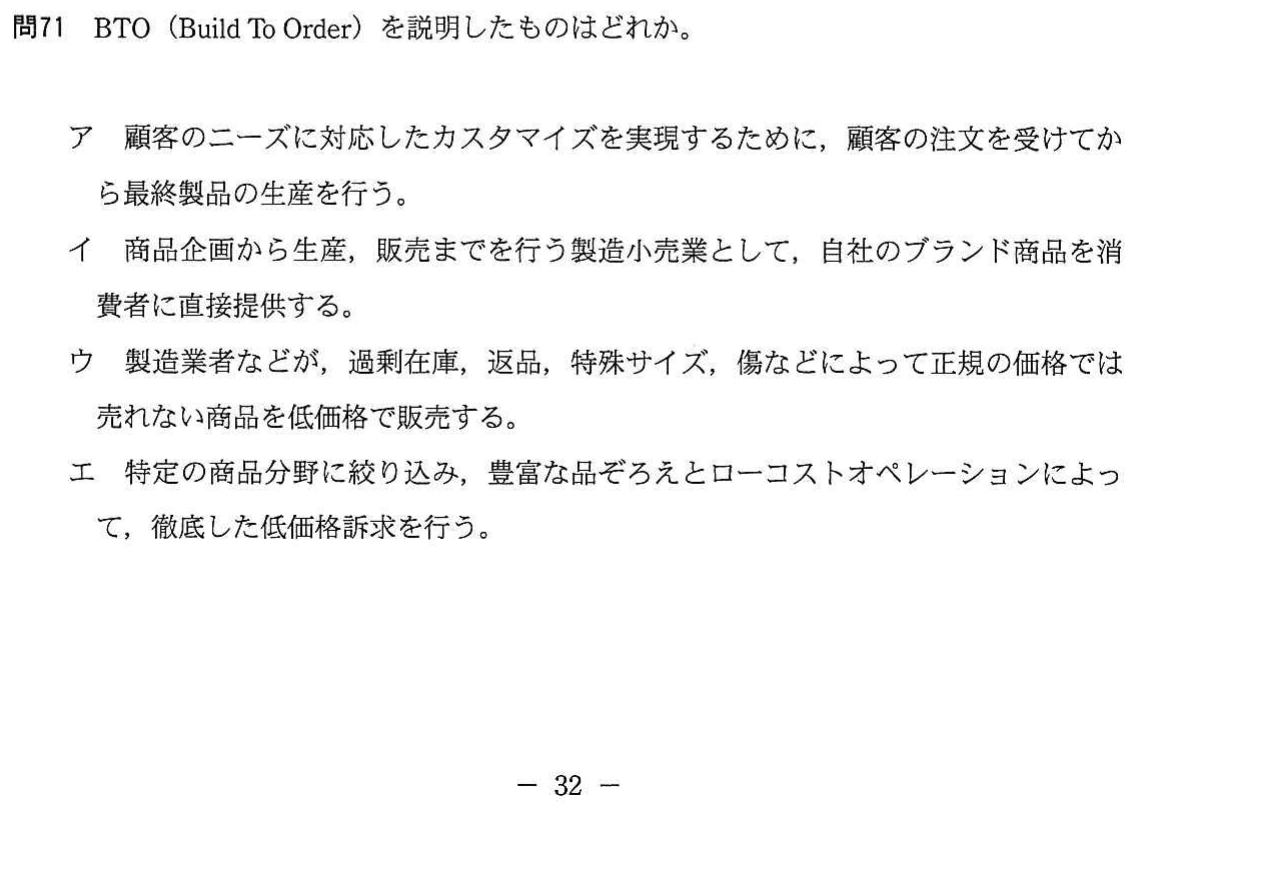 問71 BTO（Build To Order）を説明したものはどれか。
ア 顧客のニーズに対応したカスタマイズを実現するために，顧客の注文を受けてか
ら最終製品の生産を行う。
イ 商品企画から生産，販売までを行う製造小売業として，自社のブランド商品を消
費者に直接提供する。
ウ 製造業者などが，過剰在庫，返品，特殊サイズ，傷などによって正規の価格では
売れない商品を低価格で販売する。
エ 特定の商品分野に絞り込み，豊富な品ぞろえとローコストオペレーションによっ
て，徹底した低価格訴求を行う。
－ 32 －